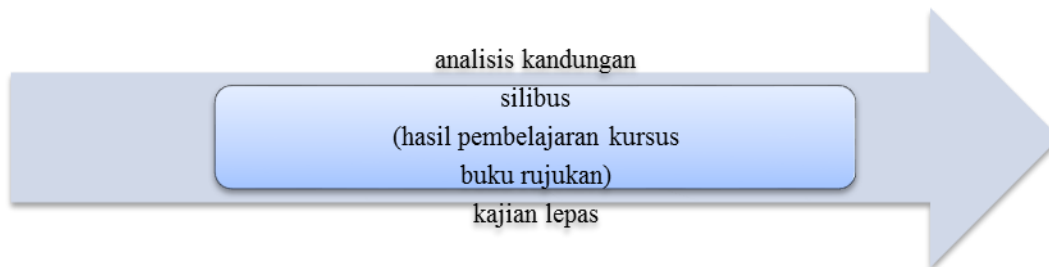 analisis kandungan
silibus
(hasil pembelajaran kursus
buku rujukan)
kajian lepas